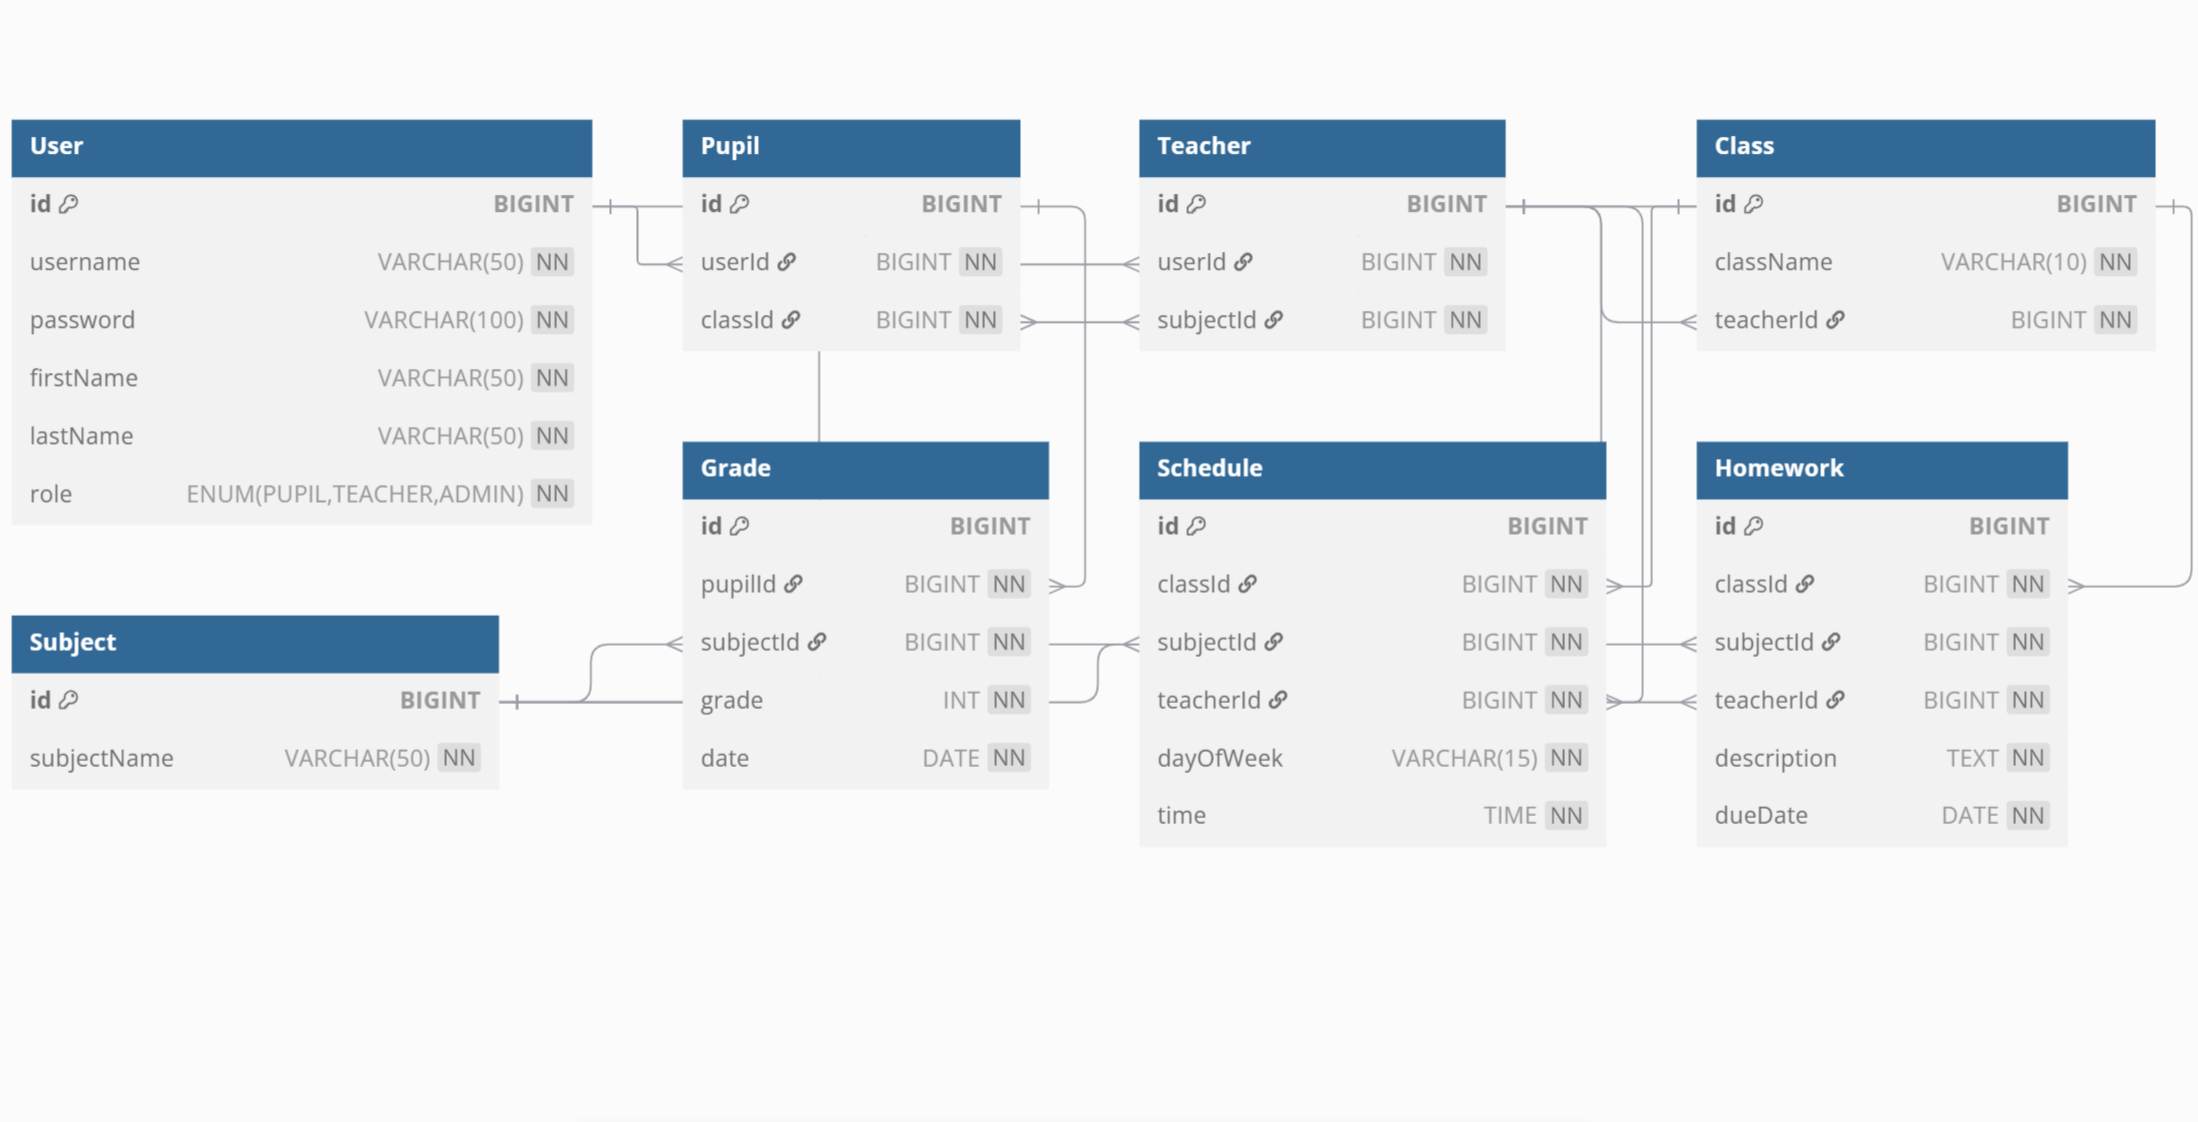 User
id BIGINT
username VARCHAR(50) NN
password VARCHAR(100) NN
firstName VARCHAR(50) NN
lastName VARCHAR(50) NN
role ENUM(PUPIL,TEACHER,ADMIN) NN
Pupil
id BIGINT
userId BIGINT NN
classId BIGINT NN
Teacher
id BIGINT
userId BIGINT NN
subjectId BIGINT NN
Class
id BIGINT
className VARCHAR(10) NN
teacherId BIGINT NN
Subject
id BIGINT
subjectName VARCHAR(50) NN
Grade
id BIGINT
pupilId BIGINT NN
subjectId BIGINT NN
grade INT NN
date DATE NN
Schedule
id BIGINT
classId BIGINT NN
subjectId BIGINT NN
teacherId BIGINT NN
dayOfWeek VARCHAR(15) NN
time TIME NN
Homework
id BIGINT
classId BIGINT NN
subjectId BIGINT NN
teacherId BIGINT NN
description TEXT NN
dueDate DATE NN